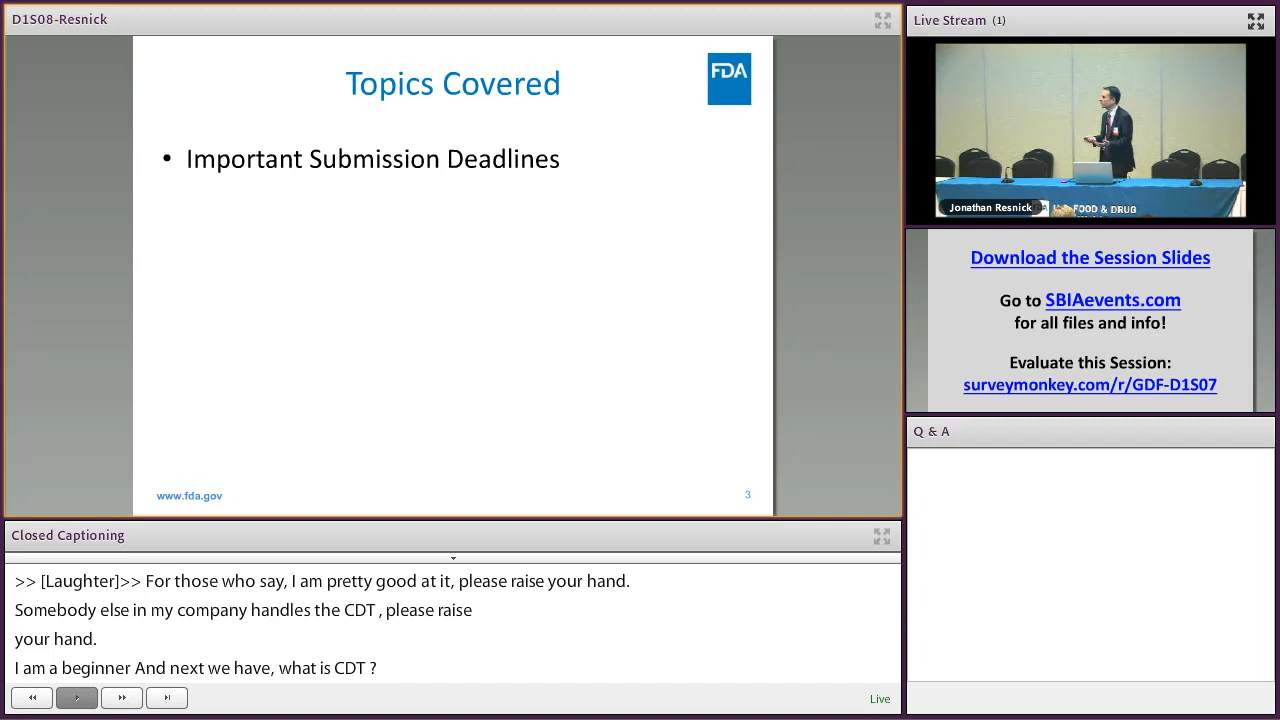 D1S08-Resnick
Topics Covered
FDA
• Important Submission Deadlines
www.fda.gov
3
Closed Captioning
>> [Laughter]>> For those who say, I am pretty good at it, please raise your hand.
Somebody else in my company handles the CDT , please raise
your hand.
I am a beginner And next we have, what is CDT ?
Live
Live Stream (1)
Jonathan Resnick
FOOD & DRUG
Download the Session Slides
Go to SBIAevents.com
for all files and info!
Evaluate this Session:
surveymonkey.com/r/GDF-D1S07
Q & A